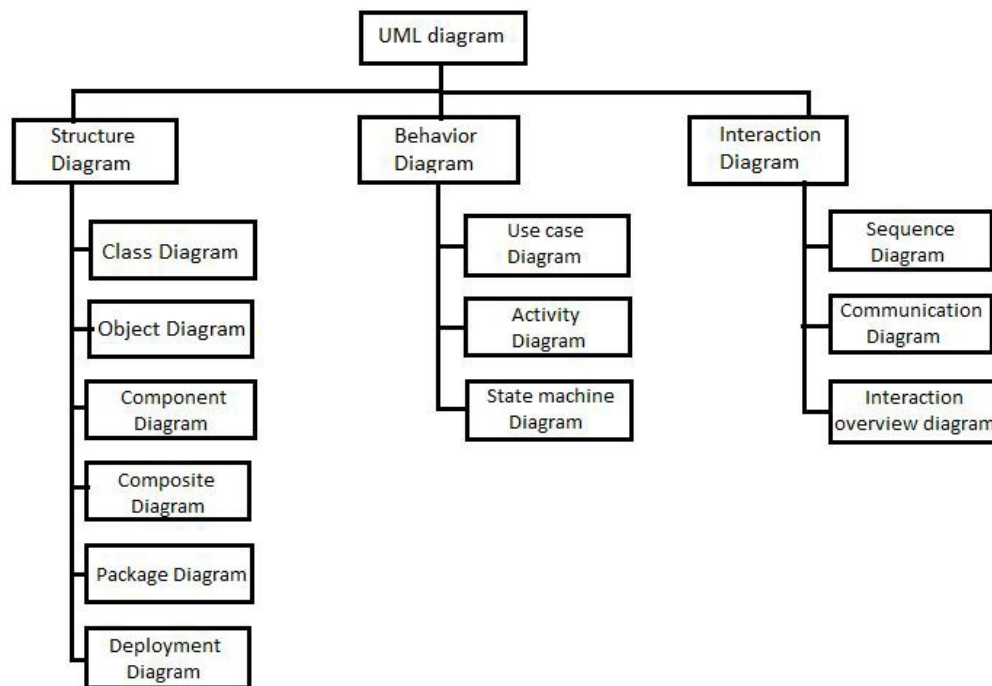 UML diagram
Structure
Diagram
Behavior
Diagram
Interaction
Diagram
Class Diagram
Object Diagram
Component
Diagram
Composite
Diagram
Package Diagram
Deployment
Diagram
Use case
Diagram
Activity
Diagram
State machine
Diagram
Sequence
Diagram
Communication
Diagram
Interaction
overview diagram